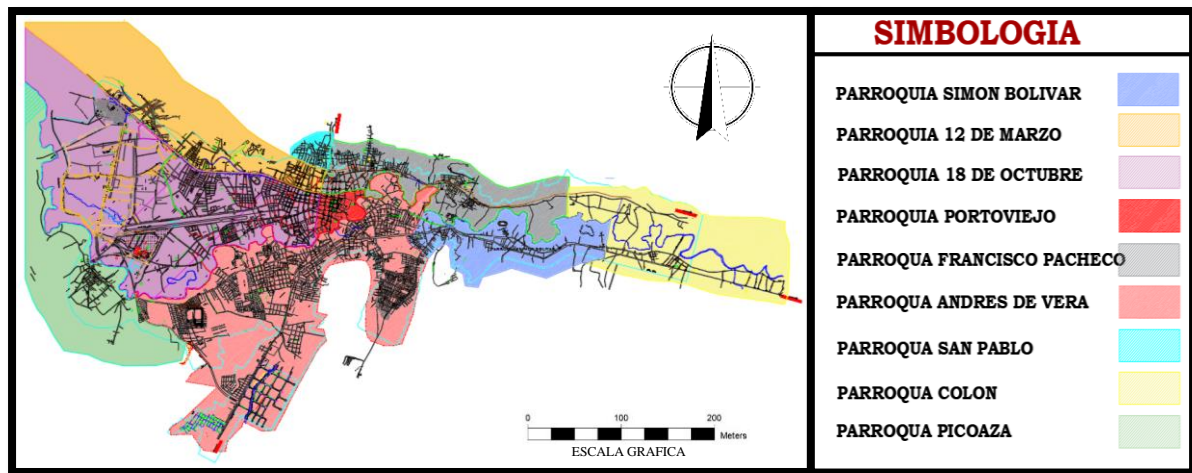 SIMBOLOGIA
PARROQUIA SIMON BOLIVAR
PARROQUIA 12 DE MARZO
PARROQUIA 18 DE OCTUBRE
PARROQUIA PORTOVIEJO
PARROQUA FRANCISCO PACHECO
PARROQUA ANDRES DE VERA
PARROQUA SAN PABLO
PARROQUA COLON
PARROQUA PICOAZA
0 100 200
Meters
ESCALA GRAFICA